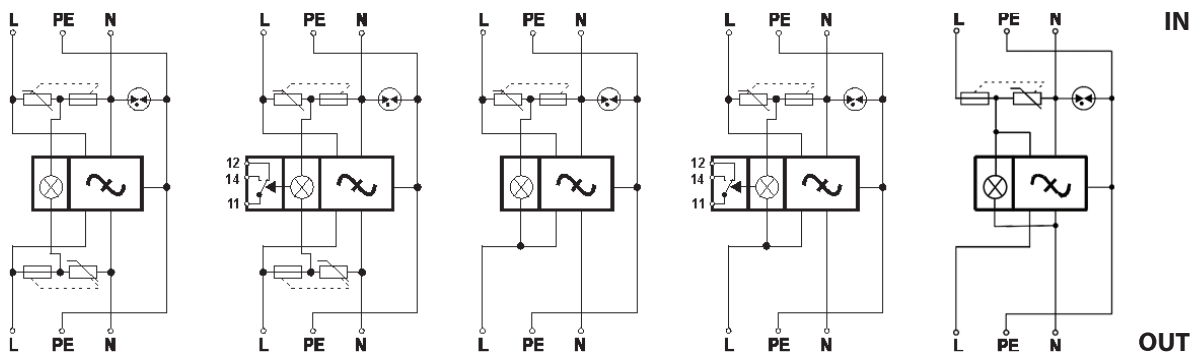 L PE N L PE N L PE N L PE N L PE N IN
12 12
14 14
11 11
L PE N L PE N L PE N L PE N L PE N OUT